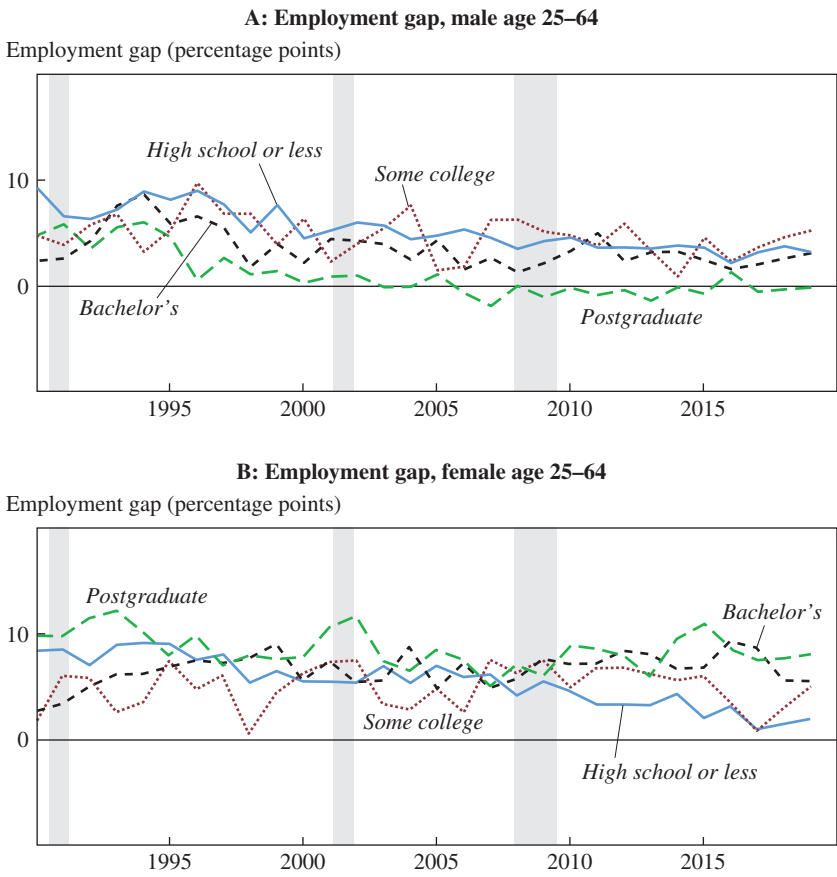 A: Employment gap, male age 25–64
Employment gap (percentage points)
High school or less
Some college
10
0
Bachelor's
Postgraduate
1995 2000 2005 2010 2015
B: Employment gap, female age 25–64
Employment gap (percentage points)
Postgraduate
Bachelor's
10
Some college
0
High school or less
1995 2000 2005 2010 2015